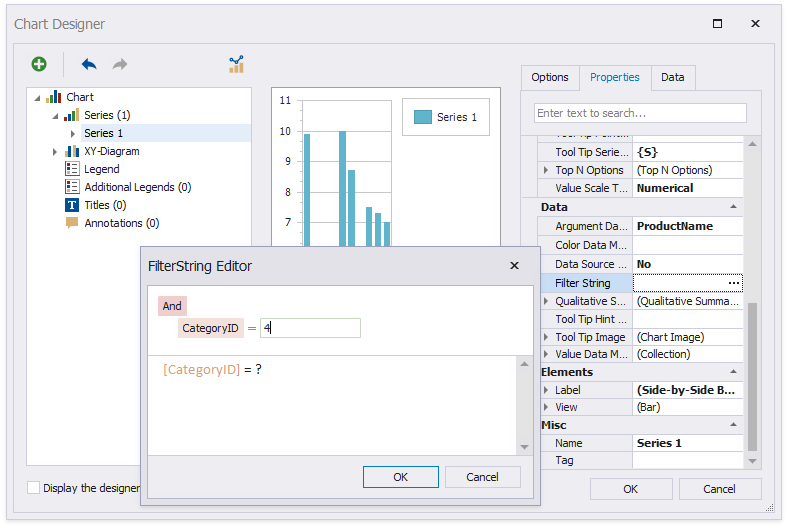 Chart Designer
Options Properties Data
Enter text to search...
Chart
Series (1)
Series 1
XY-Diagram
Legend
Additional Legends (0)
Titles (0)
Annotations (0)
11
10
9
8
7
Series 1
Tool Tip Serie... {S}
Top N Options (Top N Options)
Value Scale T... Numerical
Data
Argument Da... ProductName
Color Data M...
Data Source ... No
Filter String ...
Qualitative S... (Qualitative Summa...
Tool Tip Hint ...
Tool Tip Image (Chart Image)
Value Data M... (Collection)
Elements
Label (Side-by-Side B...
View (Bar)
Misc
Name Series 1
Tag
FilterString Editor
And
CategoryID = 4
[CategoryID] = ?
OK Cancel
Display the designer
OK Cancel